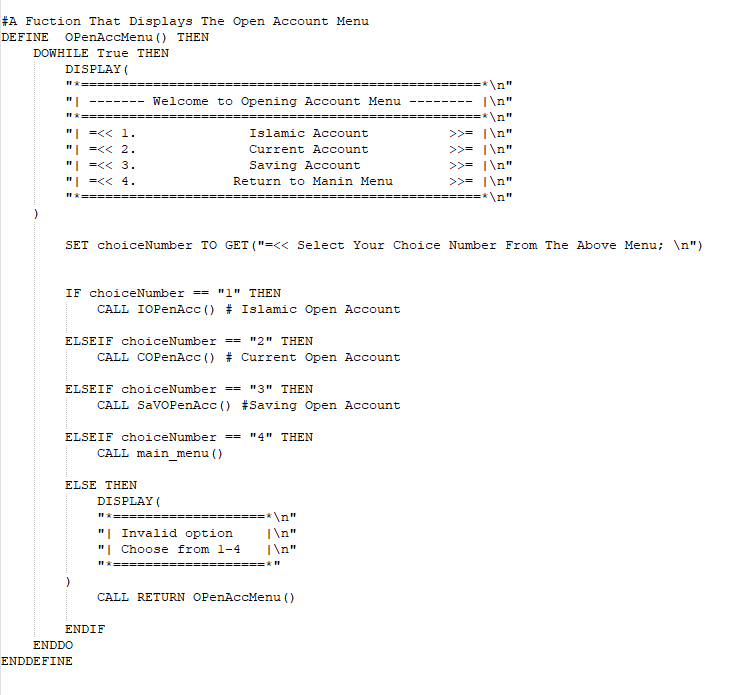 #A Fuction That Displays The Open Account Menu
DEFINE  OPenAccMenu() THEN
    DOWHILE True THEN
        DISPLAY(
        "*==================================================*\n"
        "| ------- Welcome to Opening Account Menu -------- |\n"
        "*==================================================*\n"
        "| =<< 1.              Islamic Account          >>= |\n"
        "| =<< 2.              Current Account          >>= |\n"
        "| =<< 3.              Saving Account           >>= |\n"
        "| =<< 4.            Return to Manin Menu       >>= |\n"
        "*==================================================*\n"
    )
        SET choiceNumber TO GET("=<< Select Your Choice Number From The Above Menu; \n")
        IF choiceNumber == "1" THEN
            CALL IOPenAcc() # Islamic Open Account
        ELSEIF choiceNumber == "2" THEN
            CALL COPenAcc() # Current Open Account
        ELSEIF choiceNumber == "3" THEN
            CALL SaVOPenAcc() #Saving Open Account
        ELSEIF choiceNumber == "4" THEN
            CALL main_menu()
        ELSE THEN
            DISPLAY(
            "*===================*\n"
            "| Invalid option    |\n"
            "| Choose from 1-4   |\n"
            "*===================*"
        )
            CALL RETURN OPenAccMenu()
        ENDIF
    ENDDO
ENDDEFINE